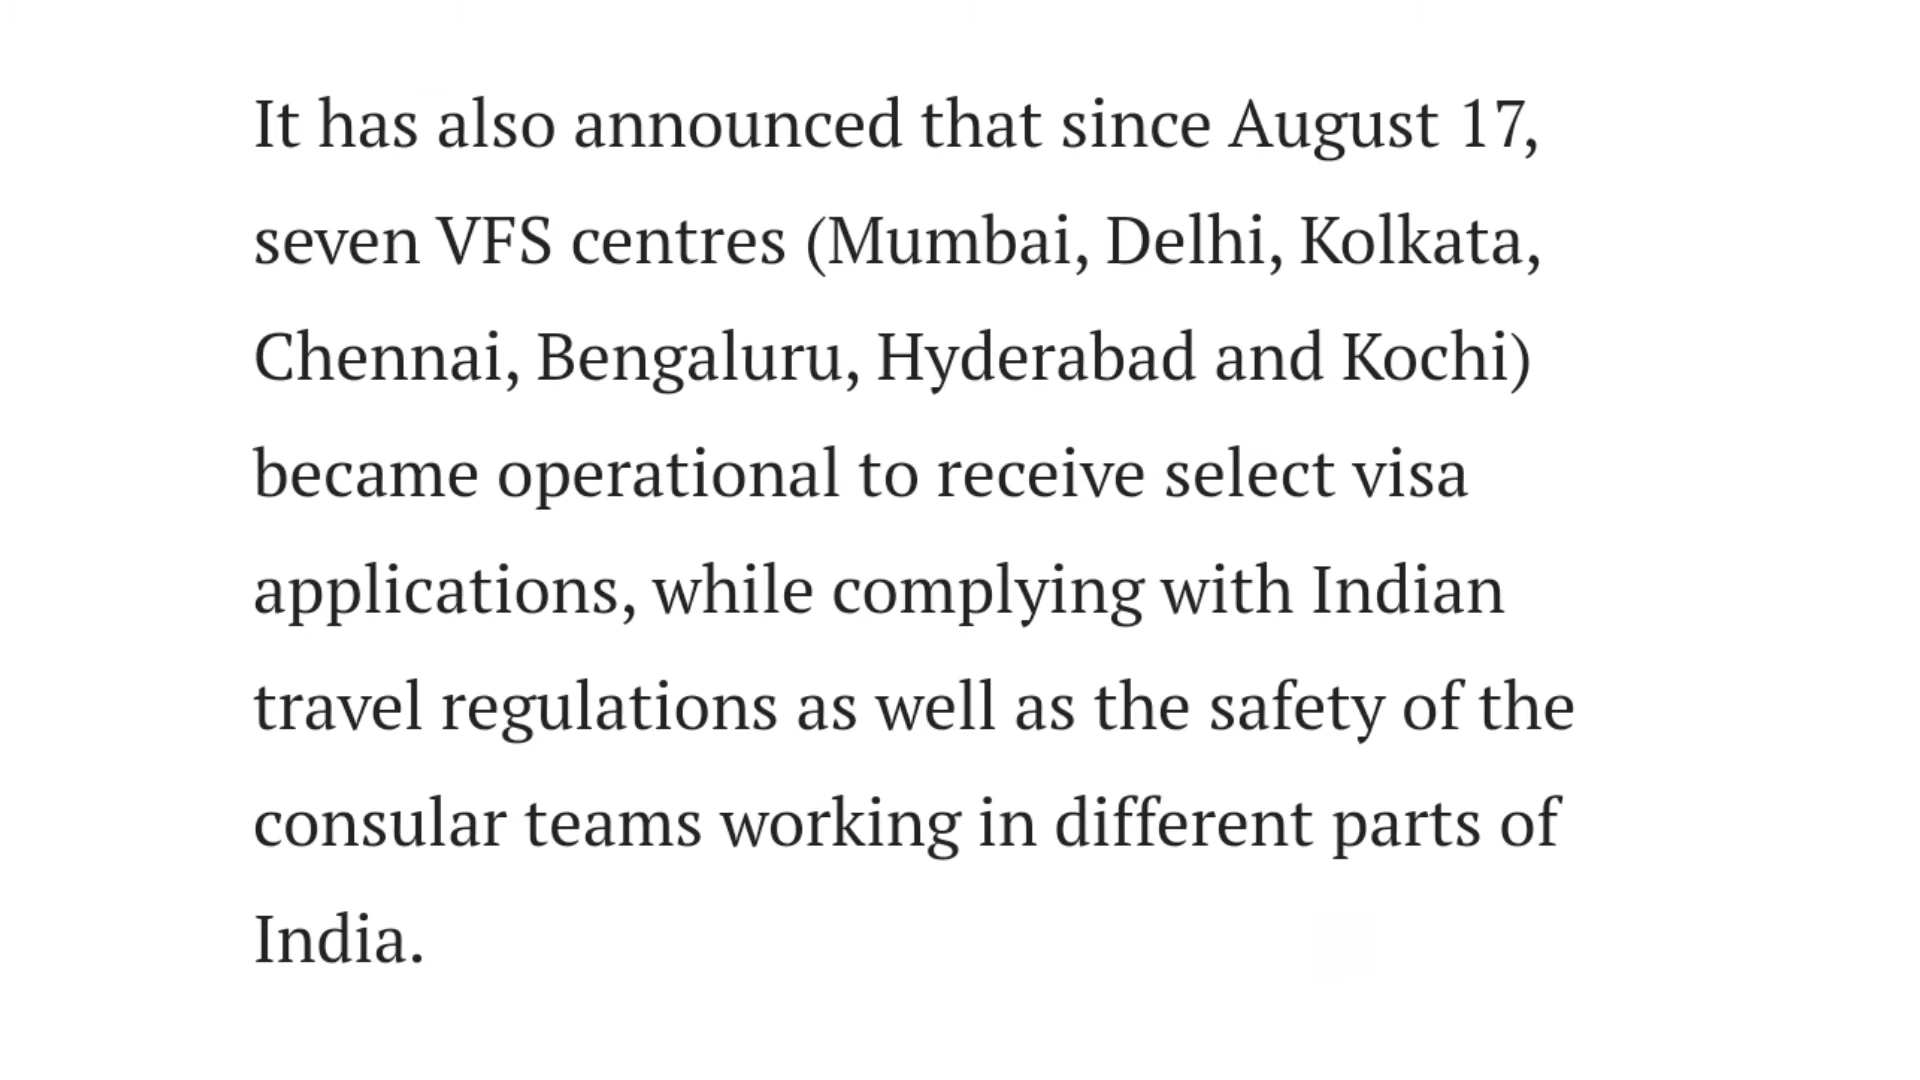 It has also announced that since August 17,
seven VFS centres (Mumbai, Delhi, Kolkata,
Chennai, Bengaluru, Hyderabad and Kochi)
became operational to receive select visa
applications, while complying with Indian
travel regulations as well as the safety of the
consular teams working in different parts of
India.